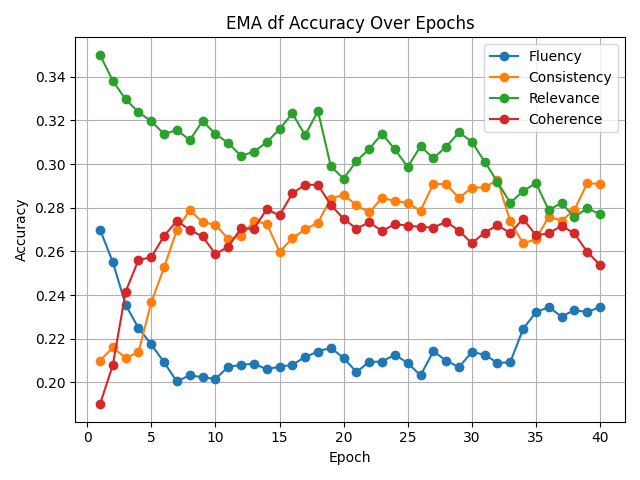 EMA df Accuracy Over Epochs
Fluency
Consistency
Relevance
Coherence
0.34
0.32
0.30
0.28
0.26
0.24
0.22
0.20
Accuracy
0 5 10 15 20 25 30 35 40
Epoch